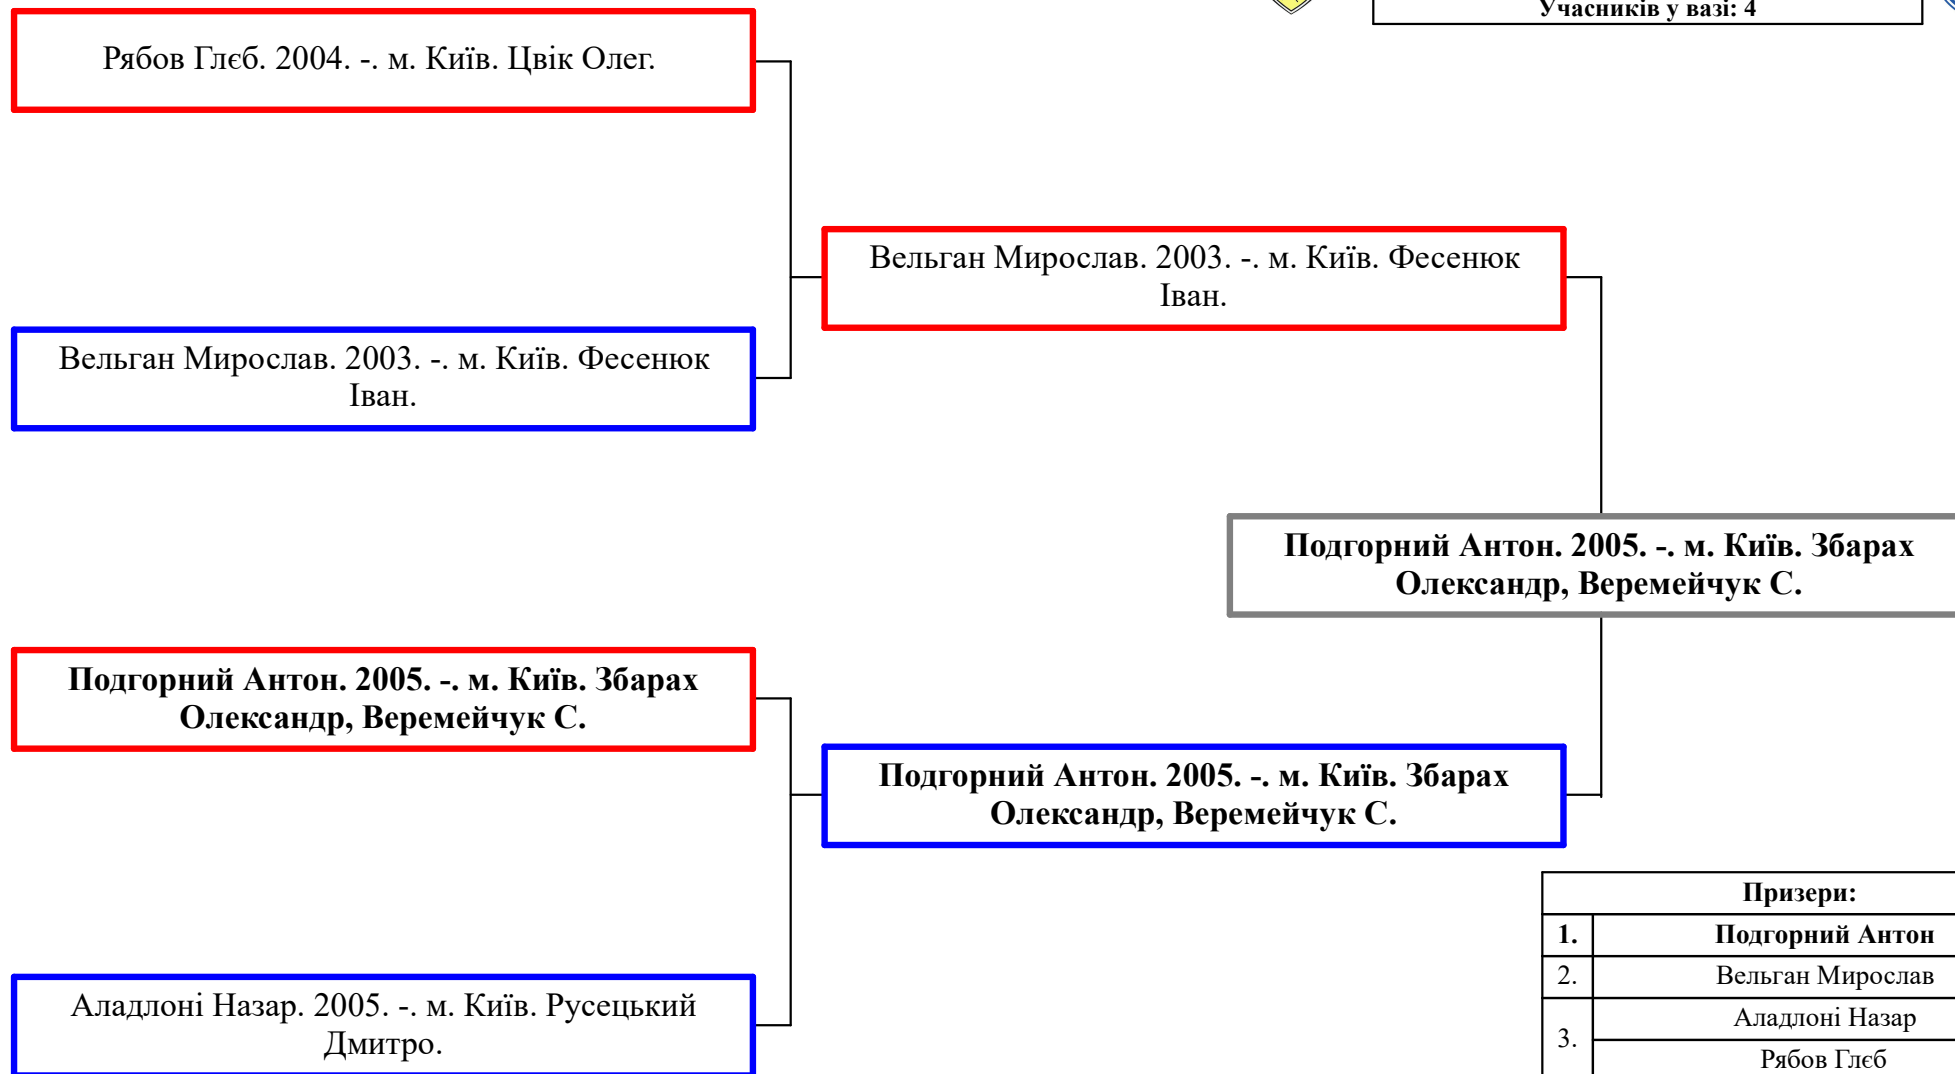 Учасників у вазі: 4
Рябов Глєб. 2004. -. м. Київ. Цвік Олег.
Вельган Мирослав. 2003. -. м. Київ. Фесенюк
Іван.
Вельган Мирослав. 2003. -. м. Київ. Фесенюк
Іван.
Подгорний Антон. 2005. -. м. Київ. Збарах
Олександр, Веремейчук С.
Подгорний Антон. 2005. -. м. Київ. Збарах
Олександр, Веремейчук С.
Подгорний Антон. 2005. -. м. Київ. Збарах
Олександр, Веремейчук С.
Аладлоні Назар. 2005. -. м. Київ. Русецький
Дмитро.
Призери:
1. Подгорний Антон
2. Вельган Мирослав
3. Аладлоні Назар
Рябов Глєб